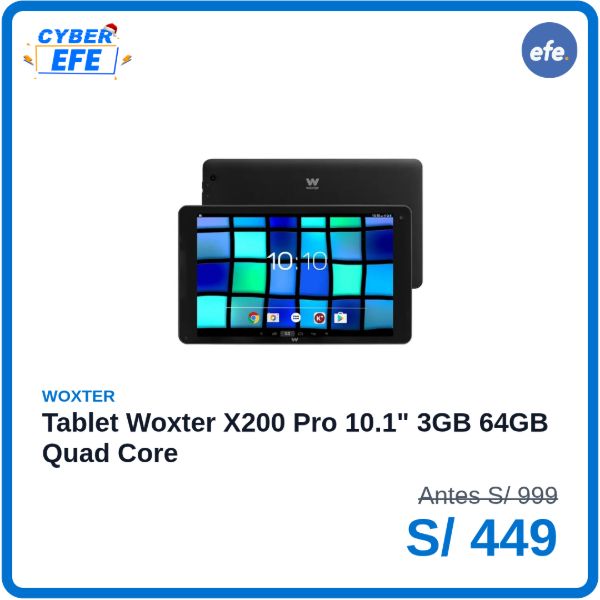 CYBER
EFE
efe.
10:10
WOXTER
Tablet Woxter X200 Pro 10.1" 3GB 64GB
Quad Core
Antes S/ 999
S/ 449